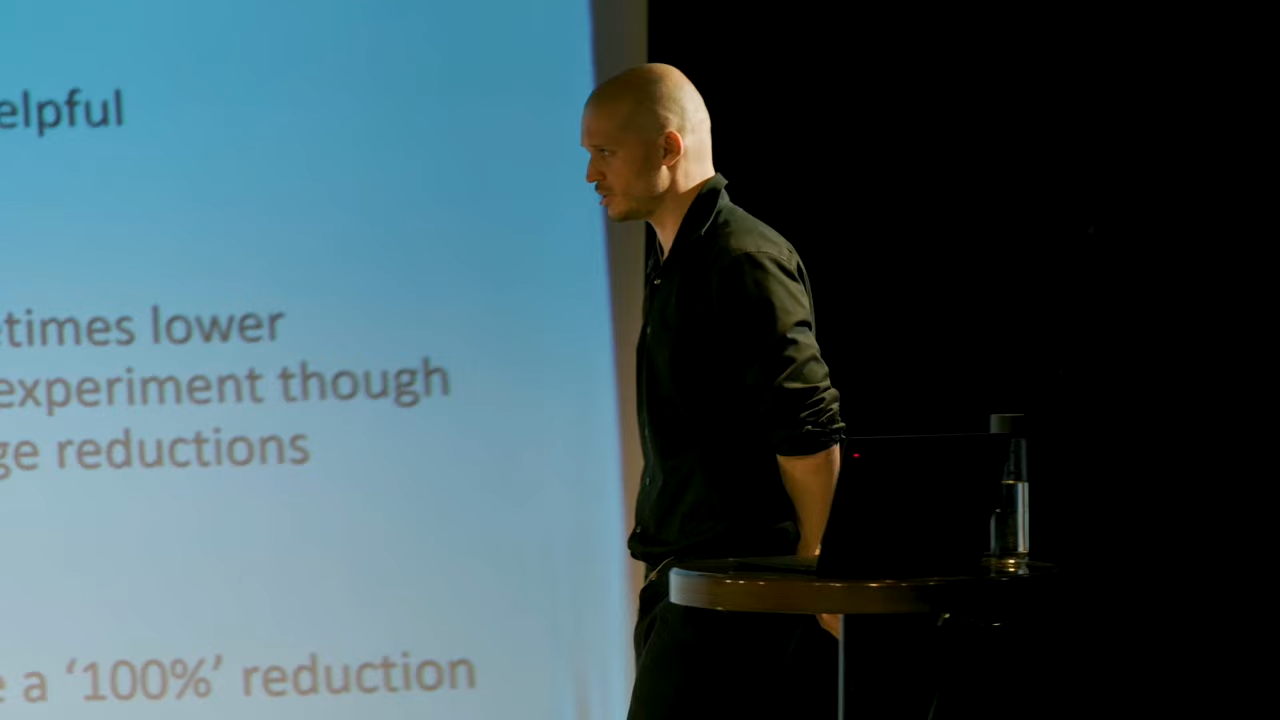 elpful
etimes lower
experiment though
ge reductions
e a ‘100%’ reduction